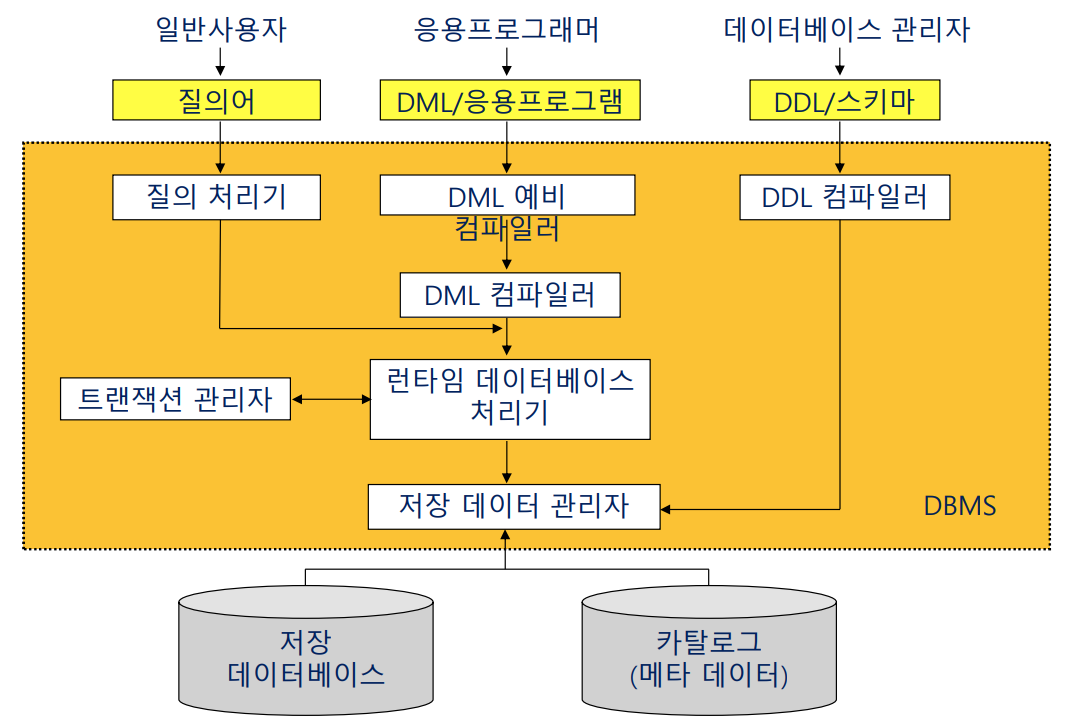 일반사용자
응용프로그래머
데이터베이스 관리자
질의어
DML/응용프로그램
DDL/스키마
질의 처리기
DML 예비
컴파일러
DDL 컴파일러
DML 컴파일러
트랜잭션 관리자
런타임 데이터베이스
처리기
저장 데이터 관리자
DBMS
저장
데이터베이스
카탈로그
(메타 데이터)